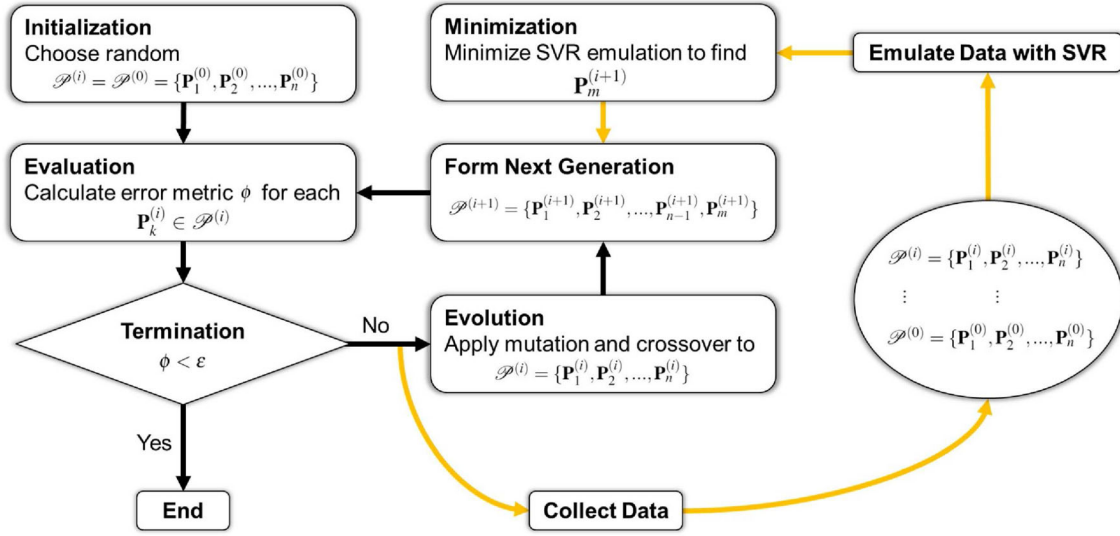 Initialization
Choose random
𝒫^(i) = 𝒫^(0) = {P_1^(0), P_2^(0), ..., P_n^(0)}
Evaluation
Calculate error metric ϕ for each
P_k^(i) ∈ 𝒫^(i)
Termination
ϕ < ε
No
Yes
End
Minimization
Minimize SVR emulation to find
P_m^(i+1)
Form Next Generation
𝒫^(i+1) = {P_1^(i+1), P_2^(i+1), ..., P_{n-1}^(i+1), P_m^(i+1)}
Evolution
Apply mutation and crossover to
𝒫^(i) = {P_1^(i), P_2^(i), ..., P_n^(i)}
Collect Data
Emulate Data with SVR
𝒫^(i) = {P_1^(i), P_2^(i), ..., P_n^(i)}
⋮ ⋮
𝒫^(0) = {P_1^(0), P_2^(0), ..., P_n^(0)}